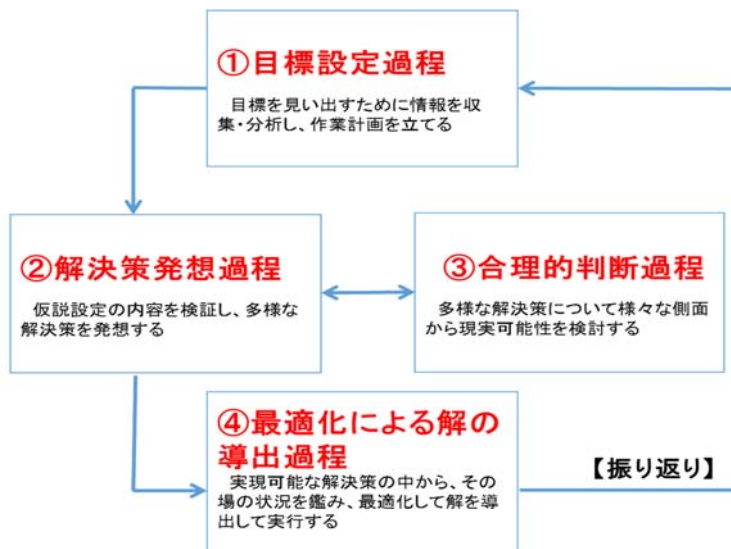 ①目標設定過程
目標を見い出すために情報を収
集・分析し、作業計画を立てる
②解決策発想過程
仮説設定の内容を検証し、多様な
解決策を発想する
③合理的判断過程
多様な解決策について様々な側面
から現実可能性を検討する
④最適化による解の
導出過程
実現可能な解決策の中から、その
場の状況を鑑み、最適化して解を導
出して実行する
【振り返り】